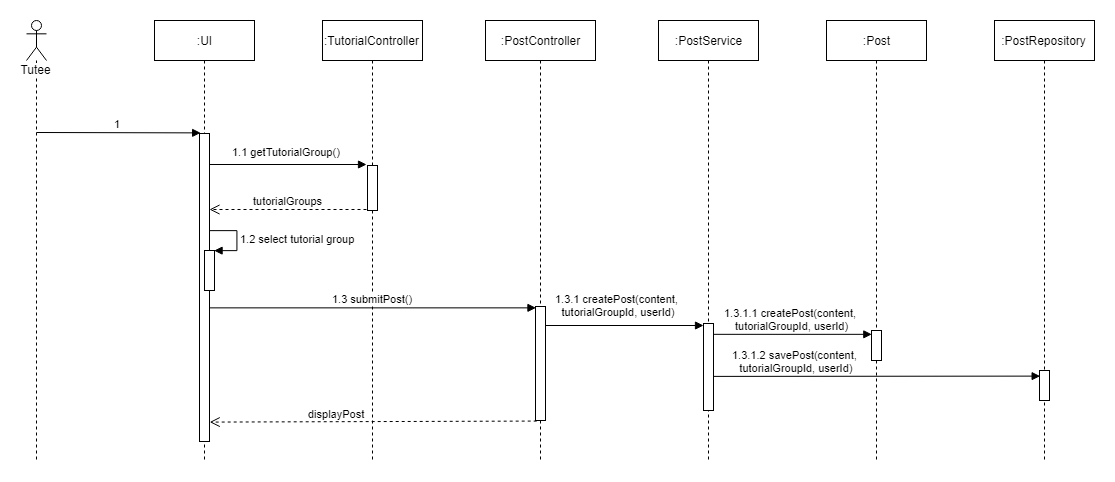 Tutee
:UI
:TutorialController
:PostController
:PostService
:Post
:PostRepository
1
1.1 getTutorialGroup()
tutorialGroups
1.2 select tutorial group
1.3 submitPost()
1.3.1 createPost(content,
tutorialGroupId, userId)
1.3.1.1 createPost(content,
tutorialGroupId, userId)
1.3.1.2 savePost(content,
tutorialGroupId, userId)
displayPost